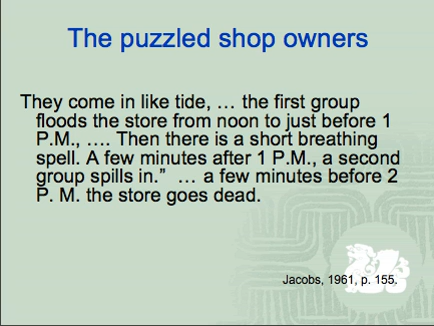 The puzzled shop owners
They come in like tide, … the first group
floods the store from noon to just before 1
P.M., …. Then there is a short breathing
spell. A few minutes after 1 P.M., a second
group spills in.”  … a few minutes before 2
P. M. the store goes dead.
Jacobs, 1961, p. 155.